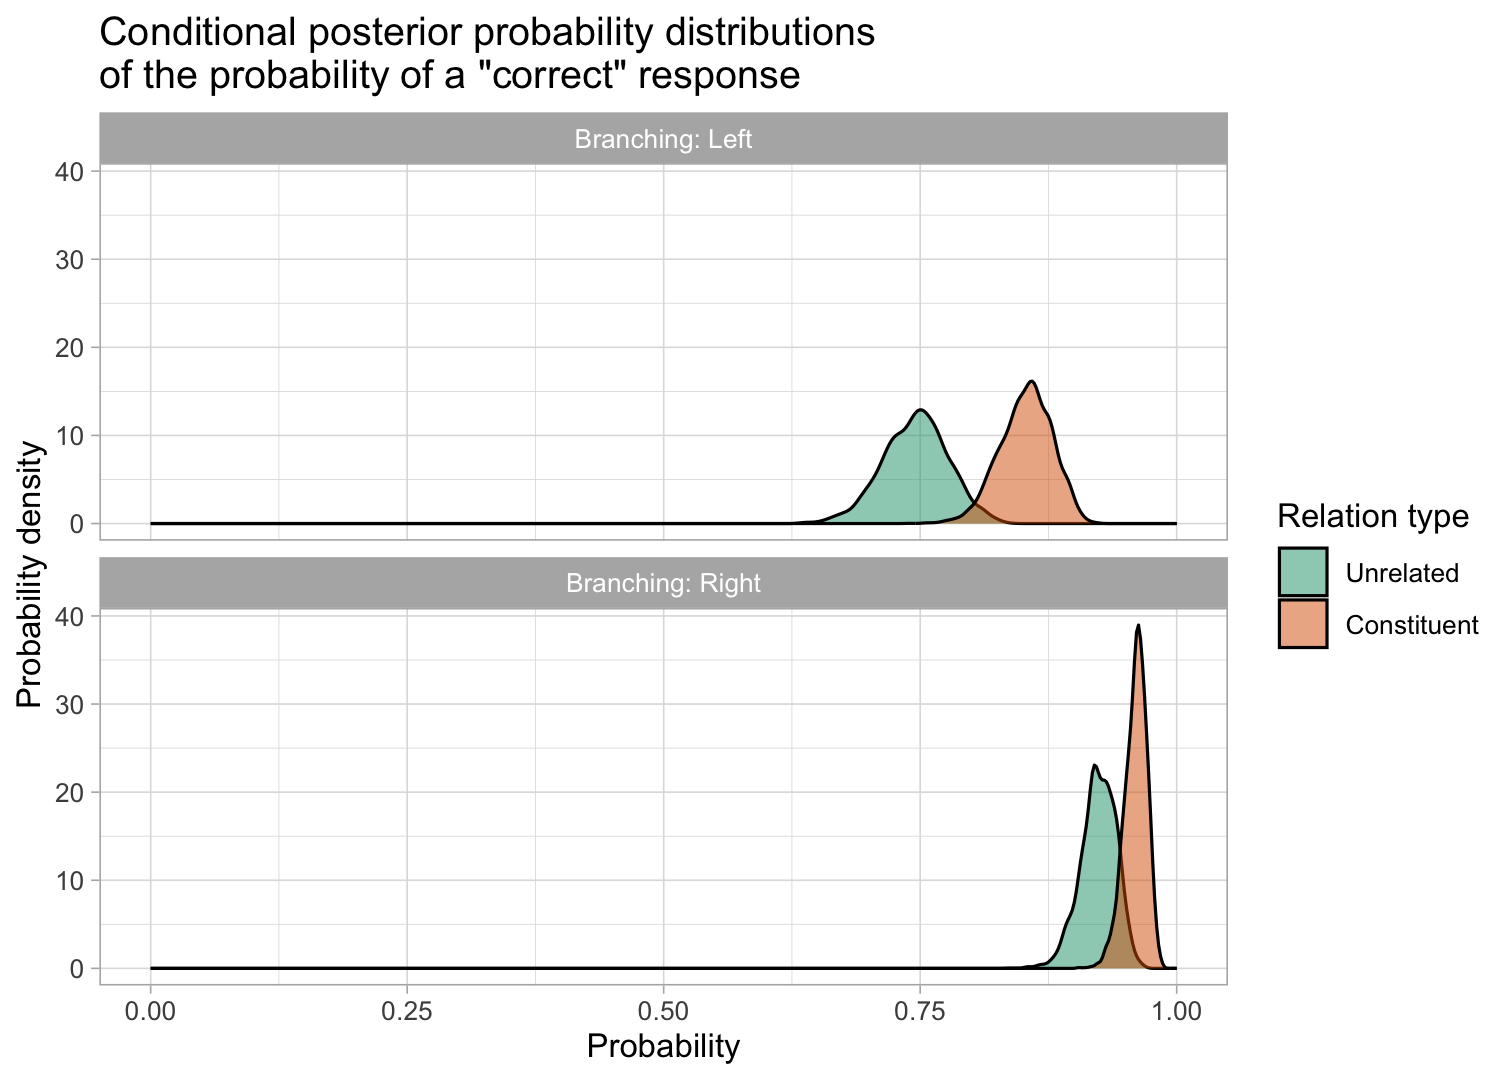 Conditional posterior probability distributions
of the probability of a "correct" response
Branching: Left
40
30
20
10
0
Branching: Right
40
30
20
10
0
0.00 0.25 0.50 0.75 1.00
Probability
Probability density
Relation type
Unrelated
Constituent